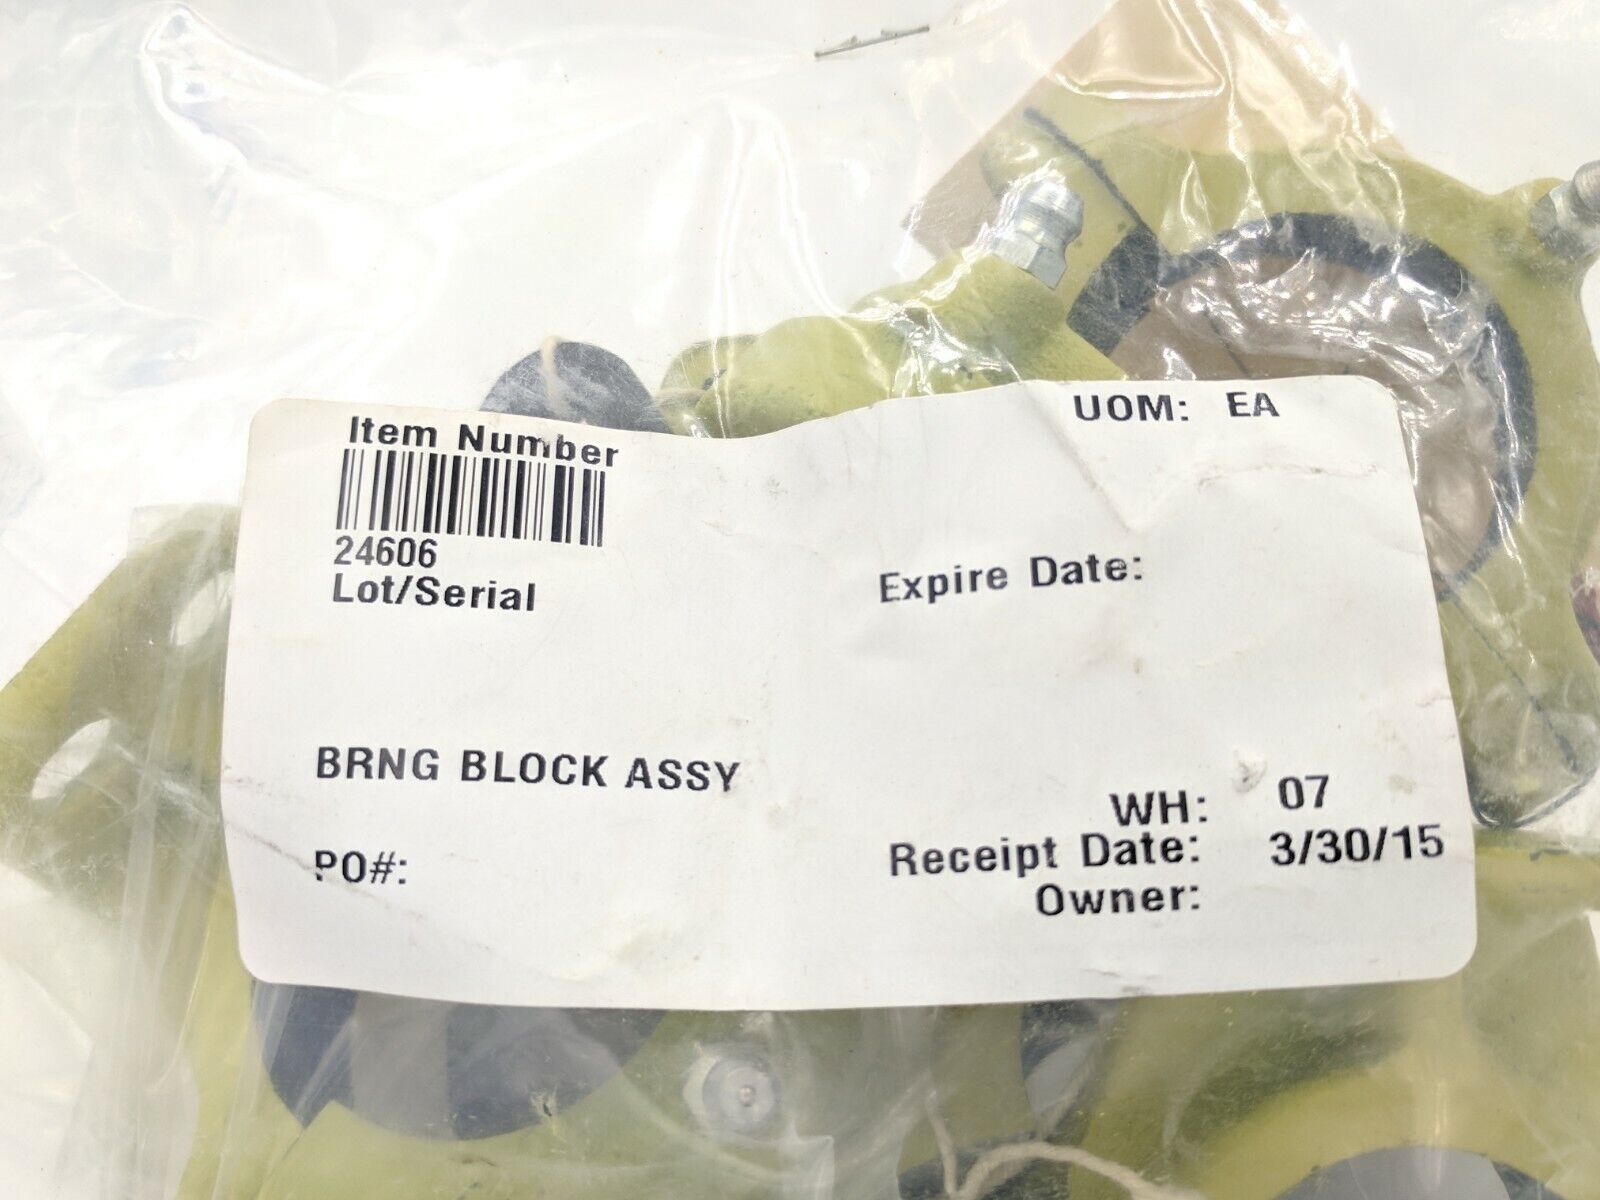 Item Number
UOM: EA
24606
Lot/Serial
Expire Date:
BRNG BLOCK ASSY
WH: 07
PO#:
Receipt Date: 3/30/15
Owner: